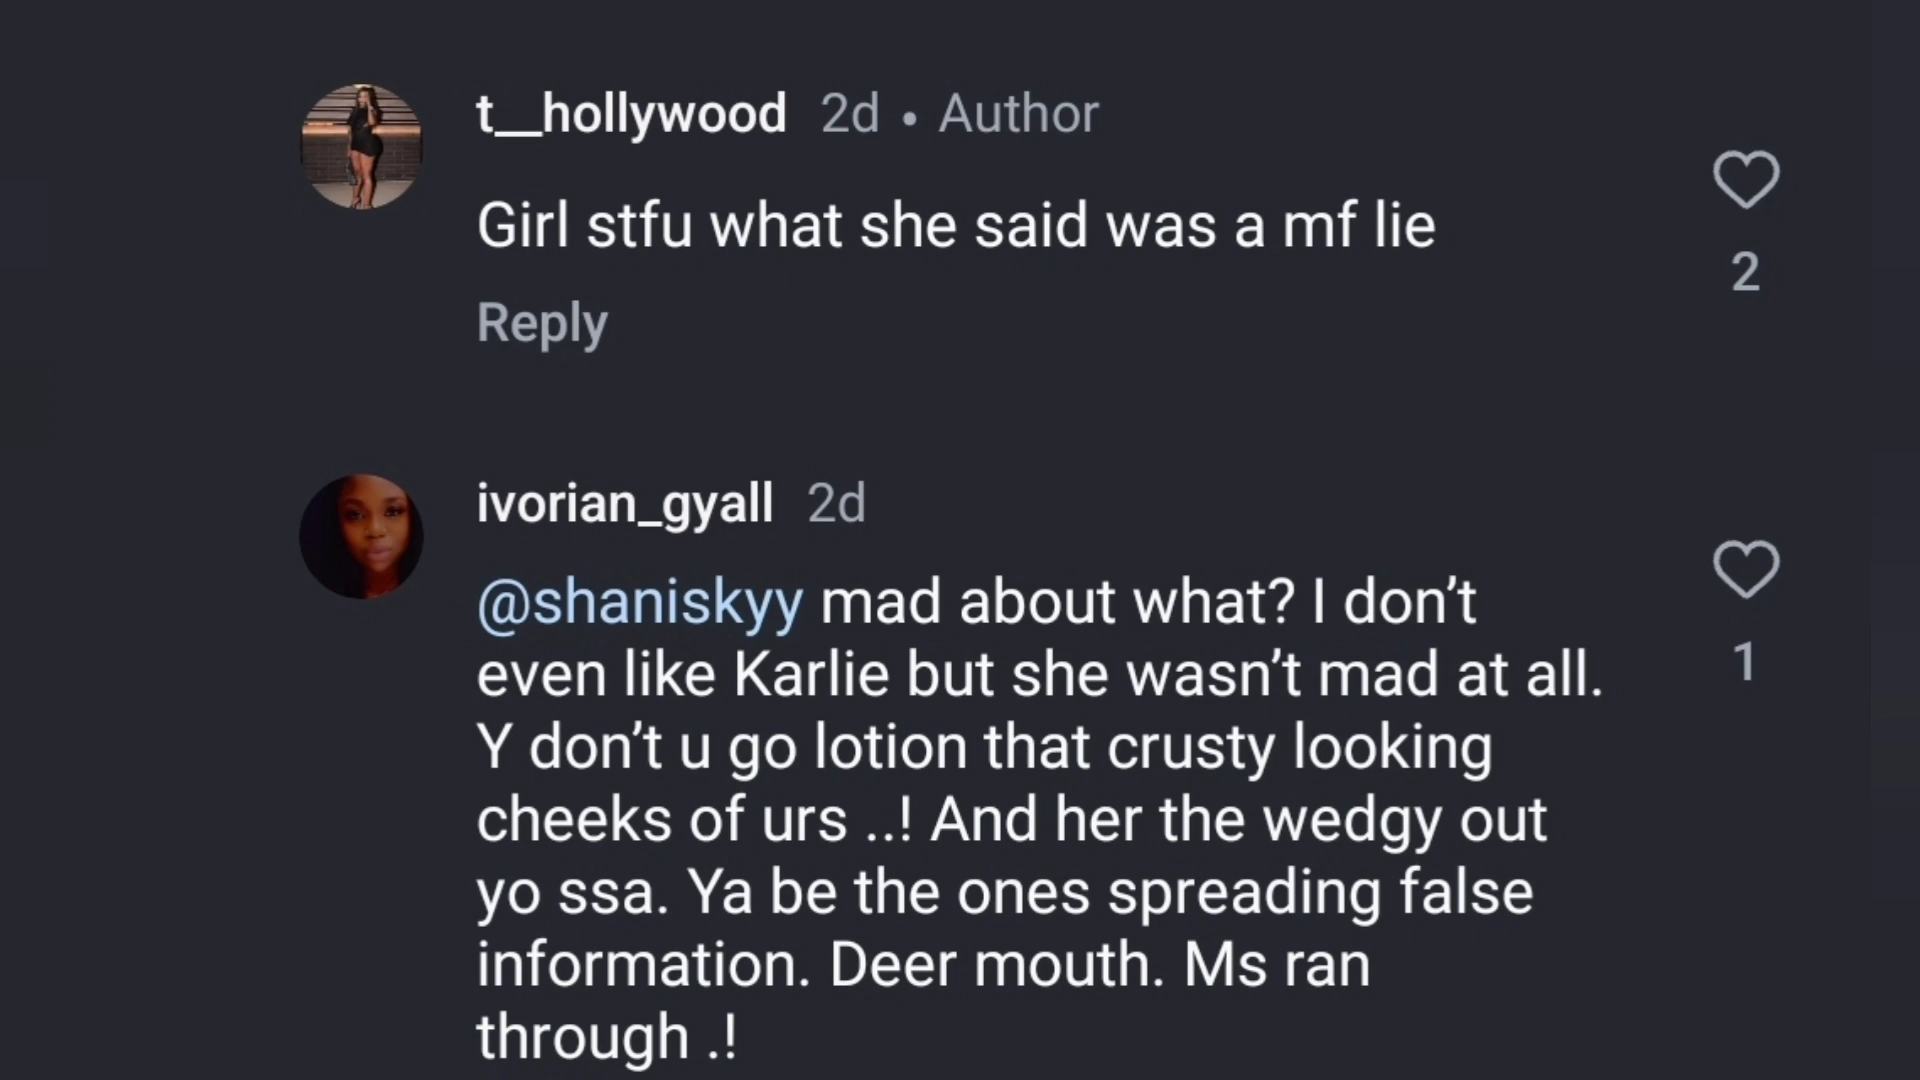 t__hollywood 2d • Author
Girl stfu what she said was a mf lie
2
Reply
ivorian_gyall 2d
@shaniskyy mad about what? I don’t
even like Karlie but she wasn’t mad at all.
1
Y don’t u go lotion that crusty looking
cheeks of urs ..! And her the wedgy out
yo ssa. Ya be the ones spreading false
information. Deer mouth. Ms ran
through .!